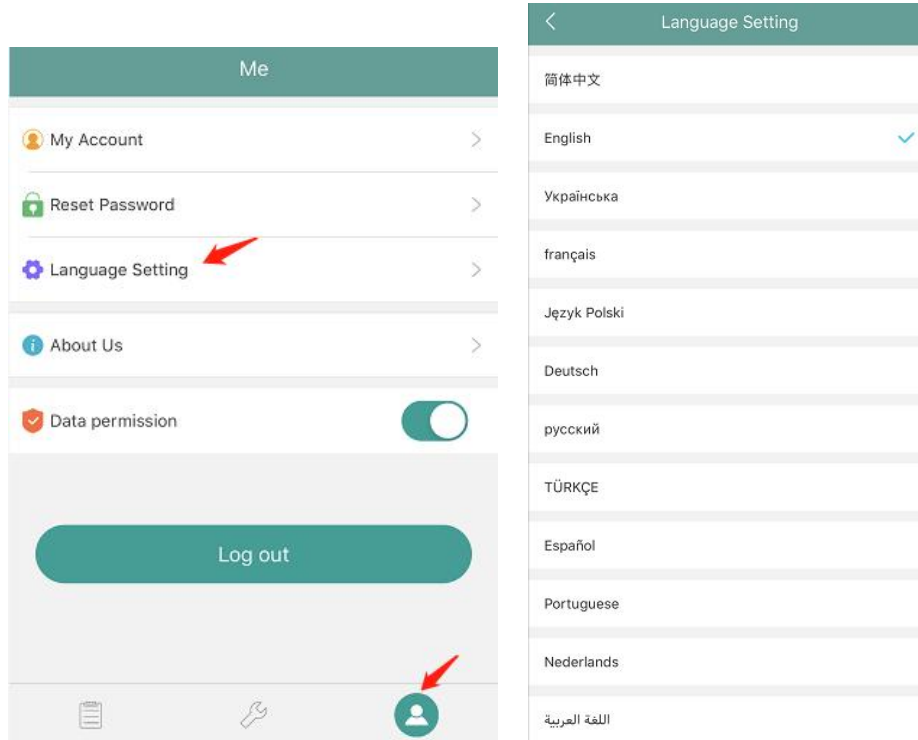 Me
My Account
Reset Password
Language Setting
About Us
Data permission
Log out
Language Setting
简体中文
English
Українська
français
Język Polski
Deutsch
русский
TÜRKÇE
Español
Portuguese
Nederlands
اللغة العربية